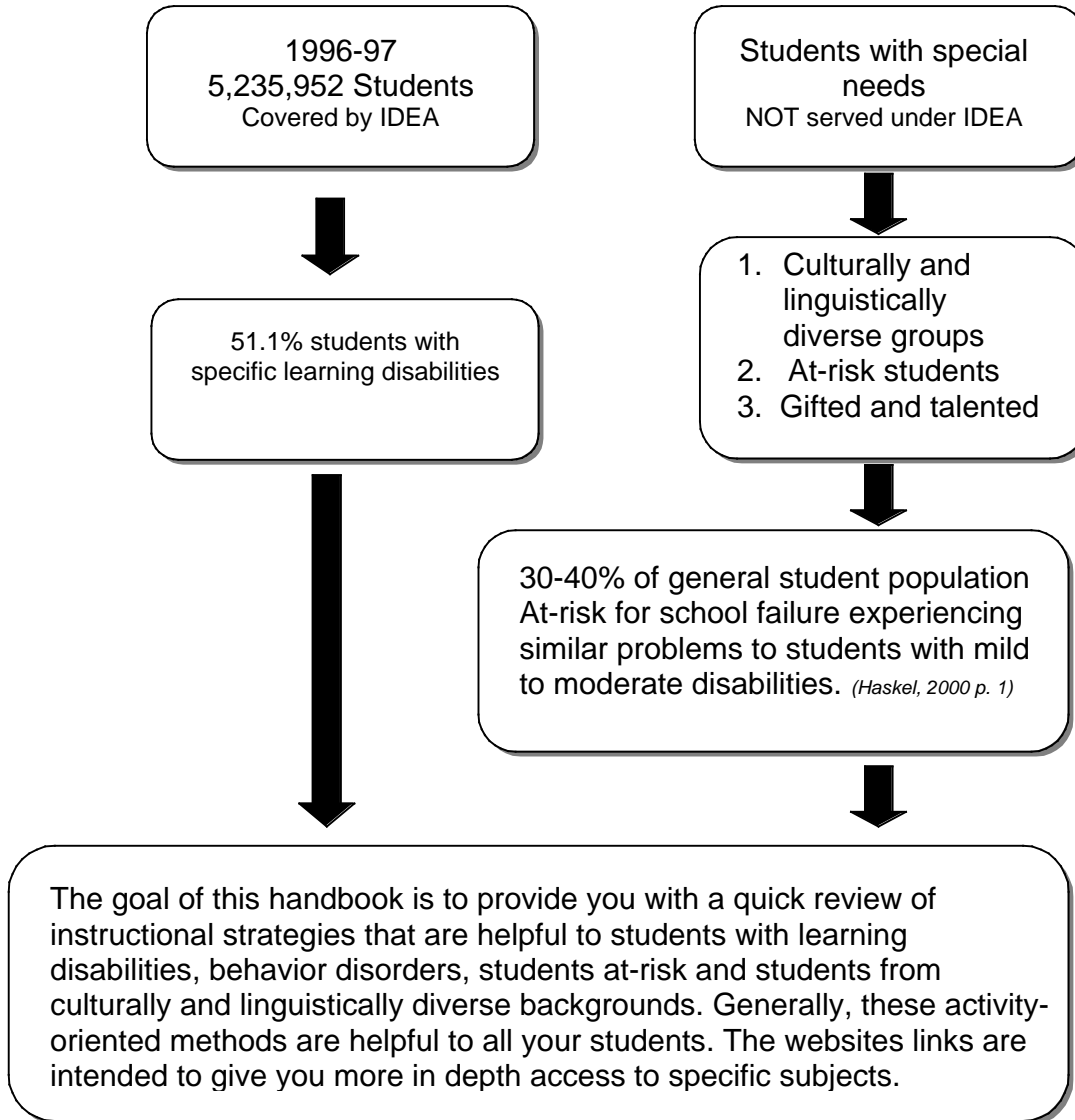 1996-97
5,235,952 Students
Covered by IDEA
51.1% students with
specific learning disabilities
Students with special
needs
NOT served under IDEA
1. Culturally and
linguistically
diverse groups
2. At-risk students
3. Gifted and talented
30-40% of general student population
At-risk for school failure experiencing
similar problems to students with mild
to moderate disabilities. (Haskel, 2000 p. 1)
The goal of this handbook is to provide you with a quick review of
instructional strategies that are helpful to students with learning
disabilities, behavior disorders, students at-risk and students from
culturally and linguistically diverse backgrounds. Generally, these activity-
oriented methods are helpful to all your students. The websites links are
intended to give you more in depth access to specific subjects.